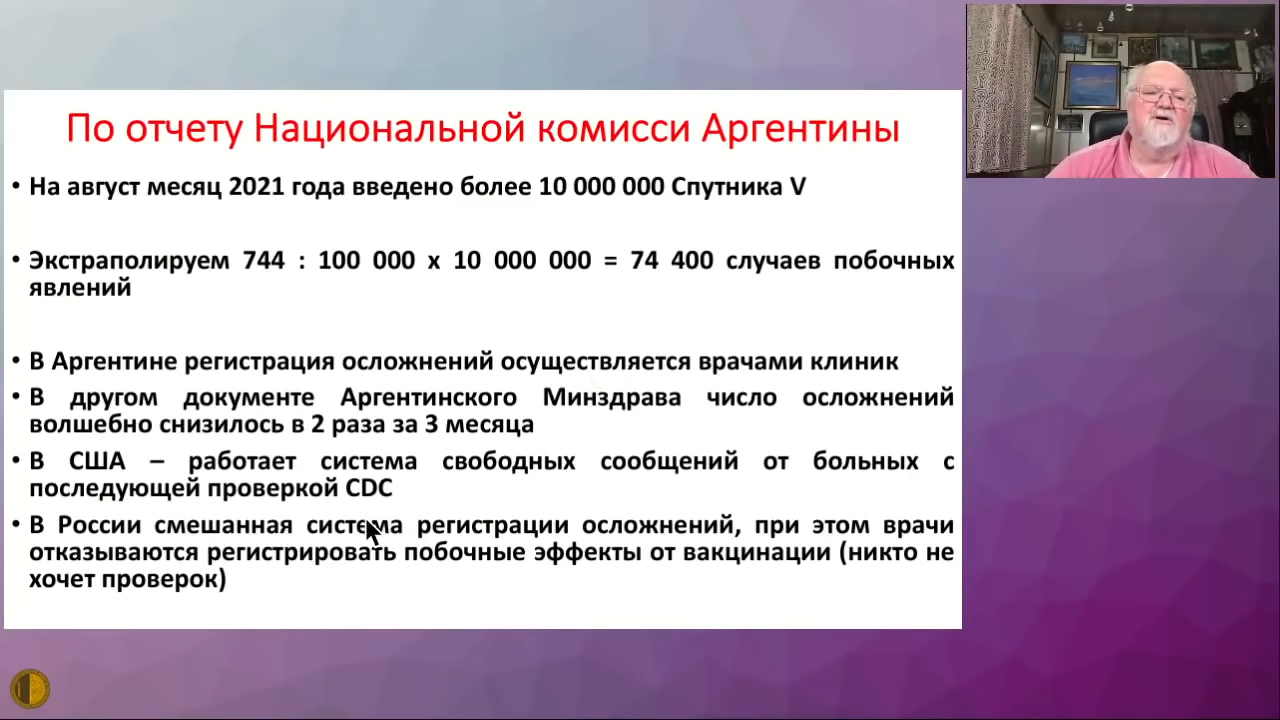 По отчету Национальной комисси Аргентины
• На август месяц 2021 года введено более 10 000 000 Спутника V
• Экстраполируем 744 : 100 000 х 10 000 000 = 74 400 случаев побочных
явлений
• В Аргентине регистрация осложнений осуществляется врачами клиник
• В другом документе Аргентинского Минздрава число осложнений
волшебно снизилось в 2 раза за 3 месяца
• В США – работает система свободных сообщений от больных с
последующей проверкой CDC
• В России смешанная система регистрации осложнений, при этом врачи
отказываются регистрировать побочные эффекты от вакцинации (никто не
хочет проверок)